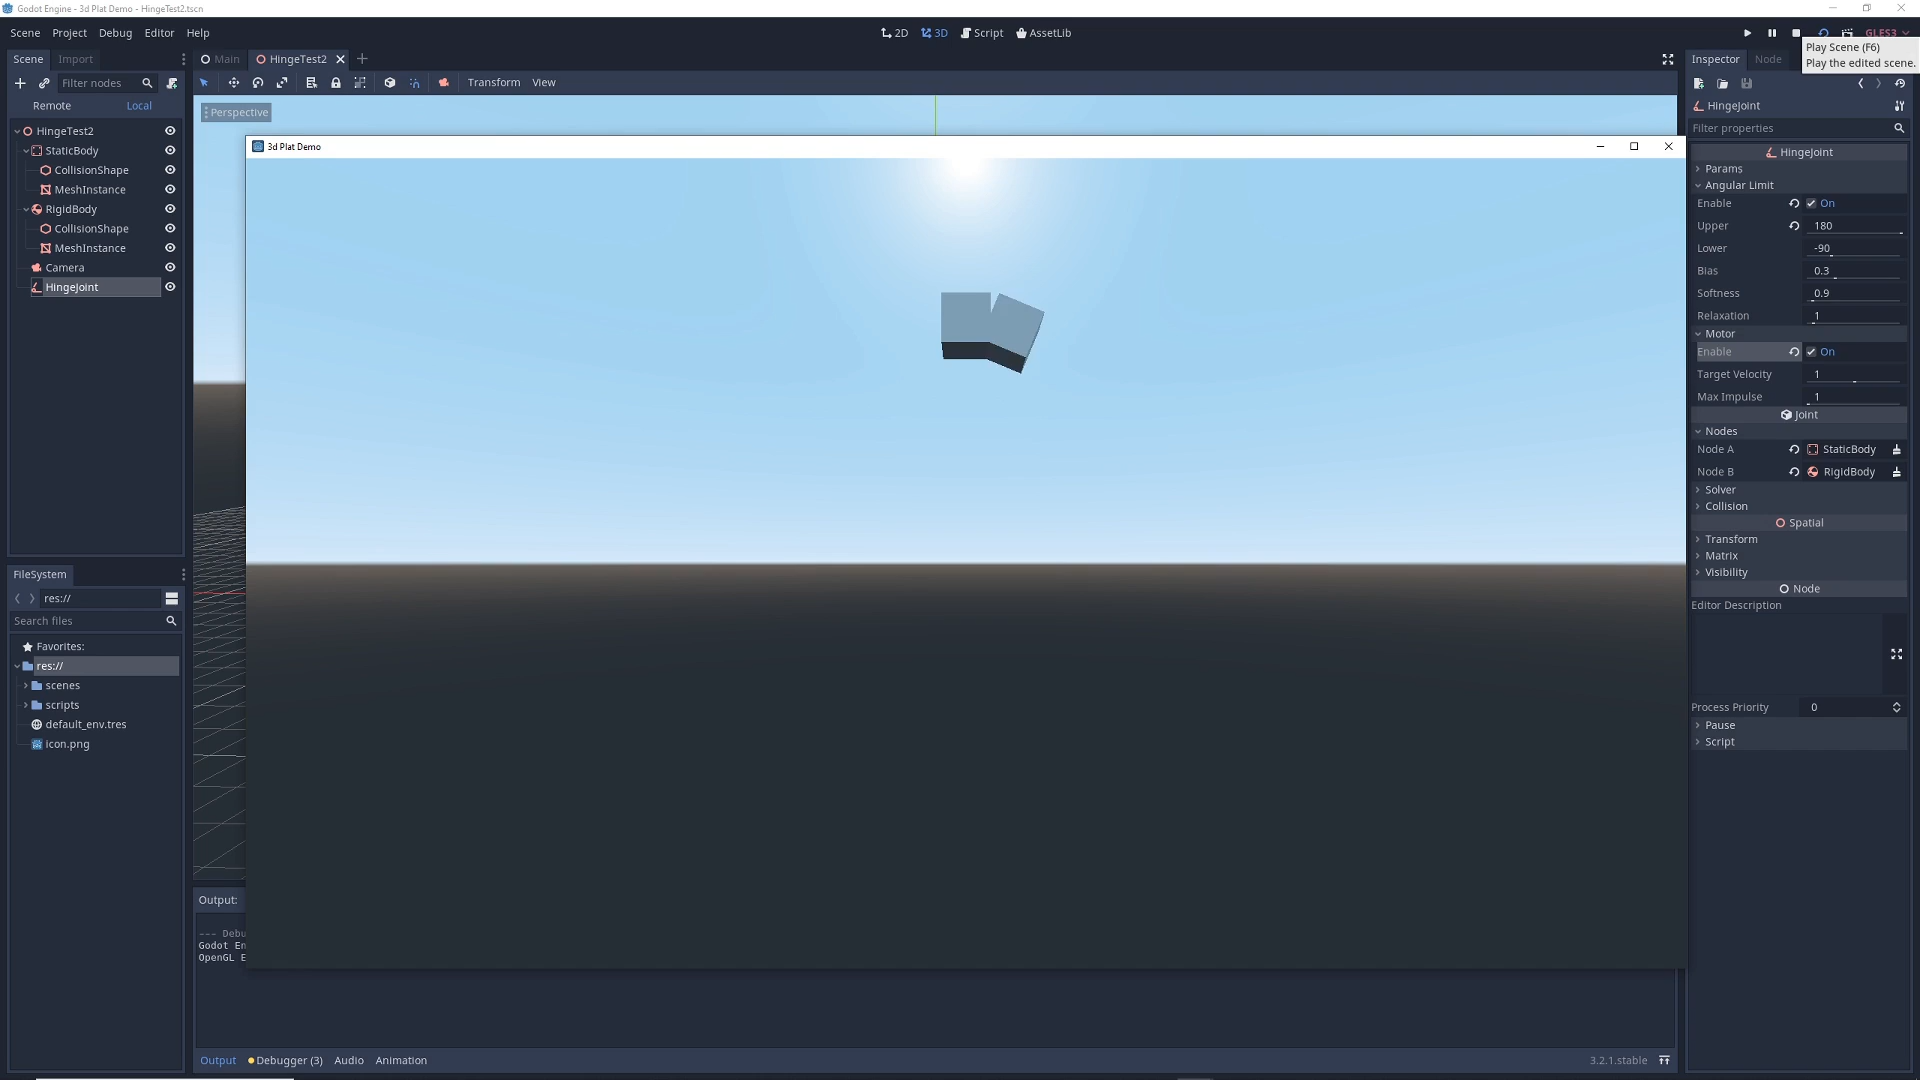 Godot Engine - 3d Plat Demo - HingeTest2.tscn
Scene Project Debug Editor Help
2D 3D Script AssetLib
GLES3
Play Scene (F6)
Play the edited scene.
Scene Import
Filter nodes
Remote Local
HingeTest2
StaticBody
CollisionShape
MeshInstance
RigidBody
CollisionShape
MeshInstance
Camera
HingeJoint
FileSystem
res://
Search files
Favorites:
res://
scenes
scripts
default_env.tres
icon.png
Main HingeTest2
Transform View
Perspective
3d Plat Demo
Output:
--- Debu
Godot En
OpenGL E
Output Debugger (3) Audio Animation
3.2.1.stable
Inspector Node
HingeJoint
Filter properties
HingeJoint
Params
Angular Limit
Enable On
Upper 180
Lower -90
Bias 0.3
Softness 0.9
Relaxation 1
Motor
Enable On
Target Velocity 1
Max Impulse 1
Joint
Nodes
Node A StaticBody
Node B RigidBody
Solver
Collision
Spatial
Transform
Matrix
Visibility
Node
Editor Description
Process Priority 0
Pause
Script